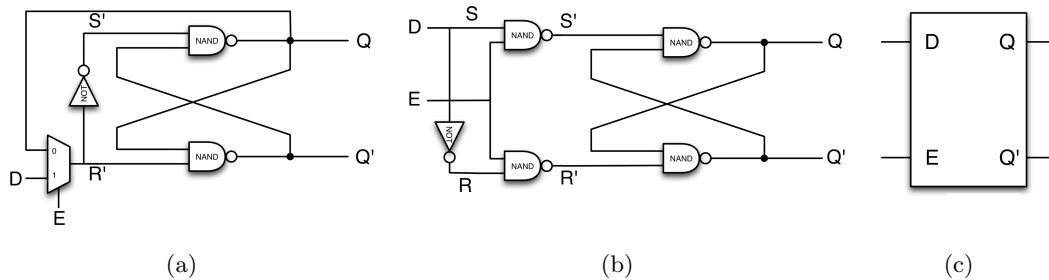 S'
NAND
Q
NOT
0
1
D
R'
NAND
Q'
E
(a)
D
S
NAND
S'
NAND
Q
E
NOT
R
NAND
R'
NAND
Q'
(b)
D
Q
E
Q'
(c)